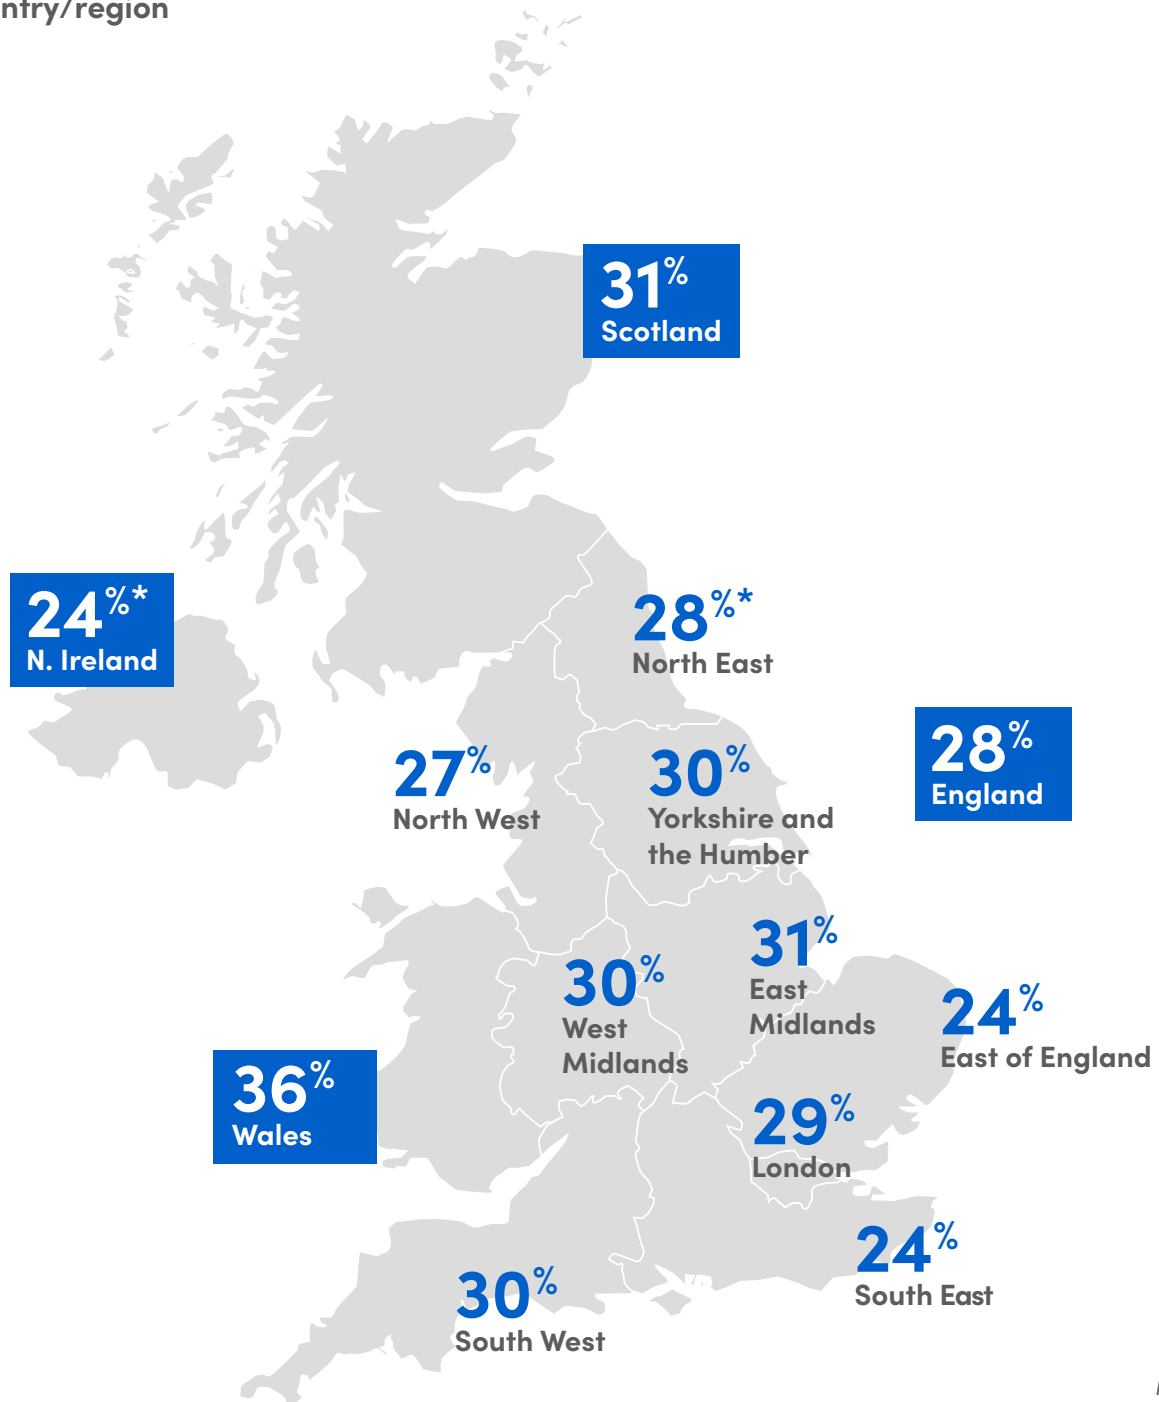 ntry/region
31%
Scotland
24%*
N. Ireland
28%*
North East
28%
England
27%
North West
30%
Yorkshire and
the Humber
31%
East
Midlands
30%
West
Midlands
24%
East of England
36%
Wales
29%
London
24%
South East
30%
South West